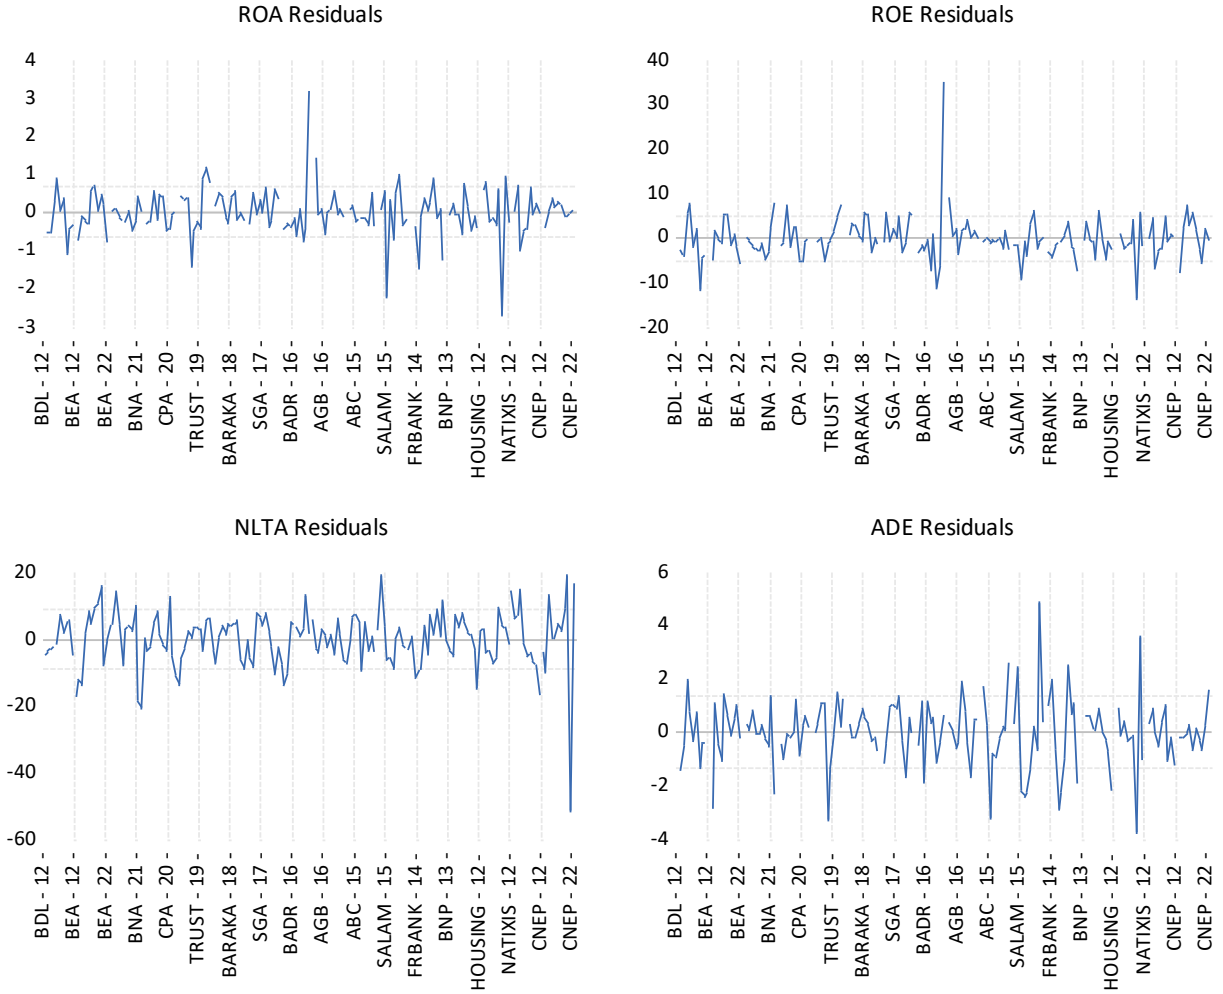 ROA Residuals
4
3
2
1
0
-1
-2
-3
BDL - 12
BEA - 12
BEA - 22
BNA - 21
CPA - 20
TRUST - 19
BARAKA - 18
SGA - 17
BADR - 16
AGB - 16
ABC - 15
SALAM - 15
FRBANK - 14
BNP - 13
HOUSING - 12
NATIXIS - 12
CNEP - 12
CNEP - 22
ROE Residuals
40
30
20
10
0
-10
-20
BDL - 12
BEA - 12
BEA - 22
BNA - 21
CPA - 20
TRUST - 19
BARAKA - 18
SGA - 17
BADR - 16
AGB - 16
ABC - 15
SALAM - 15
FRBANK - 14
BNP - 13
HOUSING - 12
NATIXIS - 12
CNEP - 12
CNEP - 22
NLTA Residuals
20
0
-20
-40
-60
BDL - 12
BEA - 12
BEA - 22
BNA - 21
CPA - 20
TRUST - 19
BARAKA - 18
SGA - 17
BADR - 16
AGB - 16
ABC - 15
SALAM - 15
FRBANK - 14
BNP - 13
HOUSING - 12
NATIXIS - 12
CNEP - 12
CNEP - 22
ADE Residuals
6
4
2
0
-2
-4
BDL - 12
BEA - 12
BEA - 22
BNA - 21
CPA - 20
TRUST - 19
BARAKA - 18
SGA - 17
BADR - 16
AGB - 16
ABC - 15
SALAM - 15
FRBANK - 14
BNP - 13
HOUSING - 12
NATIXIS - 12
CNEP - 12
CNEP - 22